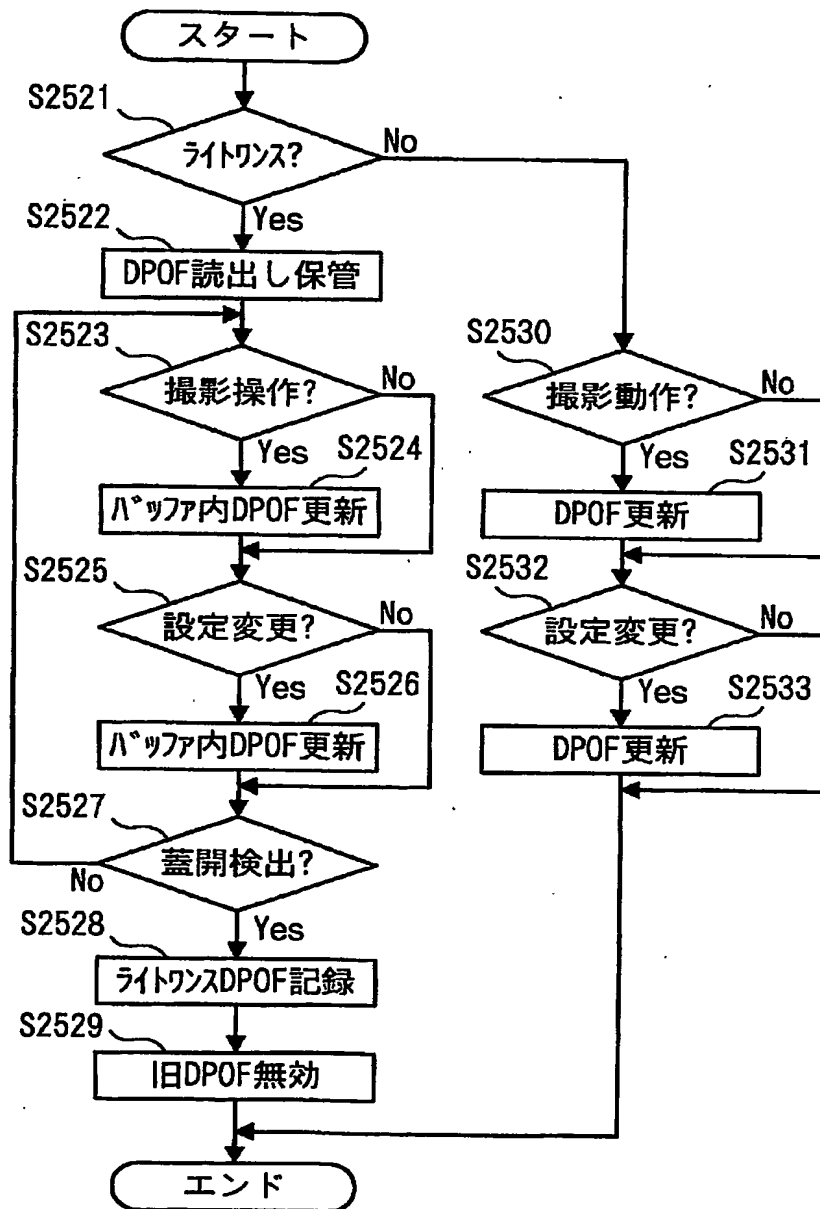 スタート
S2521
ライトワンス?
No
Yes
S2522
DPOF読出し保管
S2523
撮影操作?
No
Yes
S2524
バッファ内DPOF更新
S2525
設定変更?
No
Yes
S2526
バッファ内DPOF更新
S2527
蓋開検出?
No
Yes
S2528
ライトワンスDPOF記録
S2529
旧DPOF無効
S2530
撮影動作?
No
Yes
S2531
DPOF更新
S2532
設定変更?
No
Yes
S2533
DPOF更新
エンド